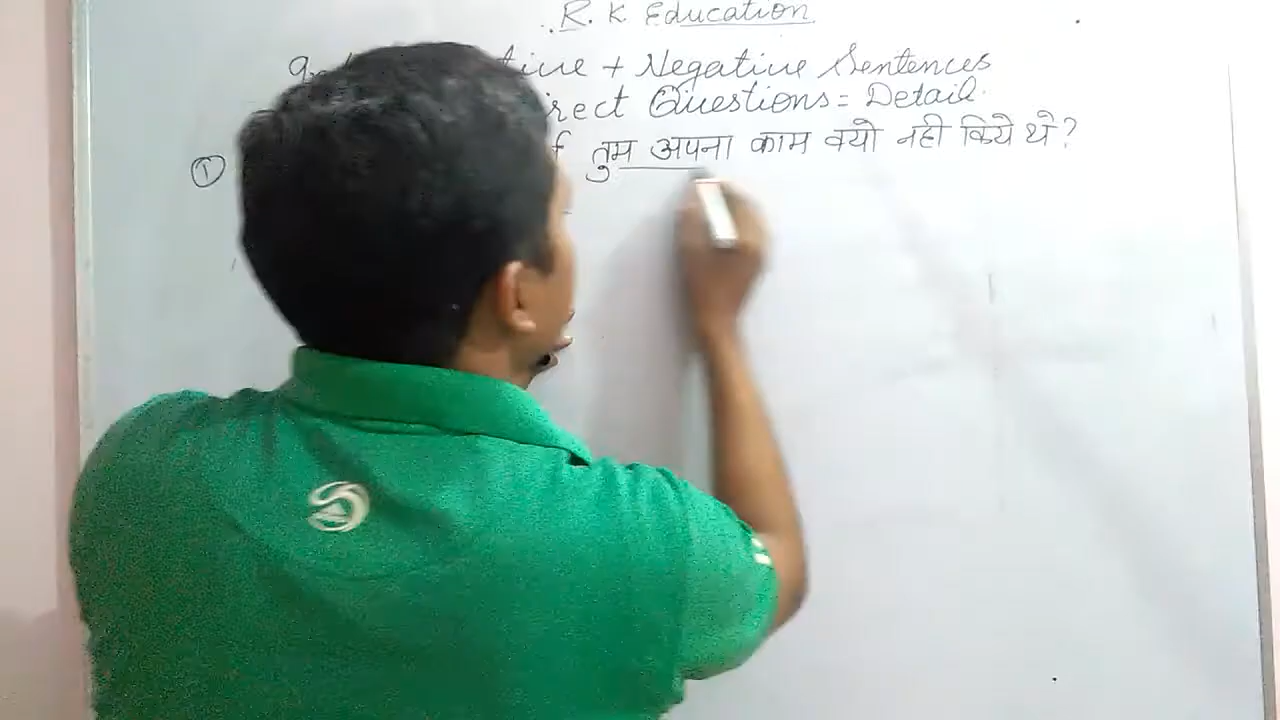 R. K. Education
+ Negative Sentences
Questions = Detail.
① तुम अपना काम क्यो नही किये थे?